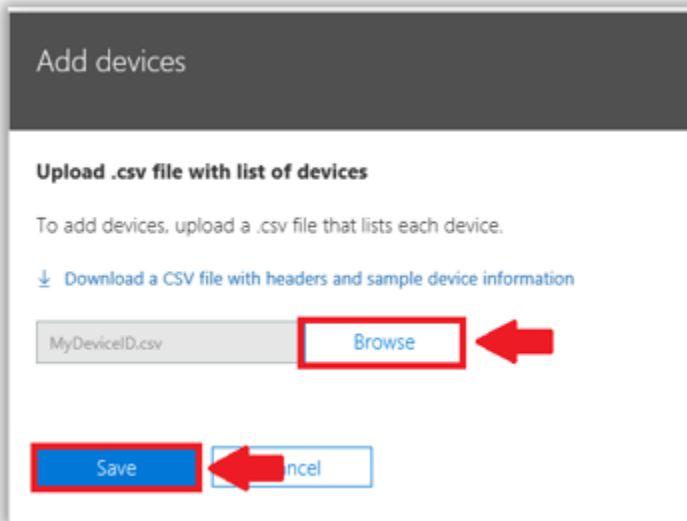 Add devices
Upload .csv file with list of devices
To add devices, upload a .csv file that lists each device.
Download a CSV file with headers and sample device information
MyDeviceID.csv Browse
Save ncel